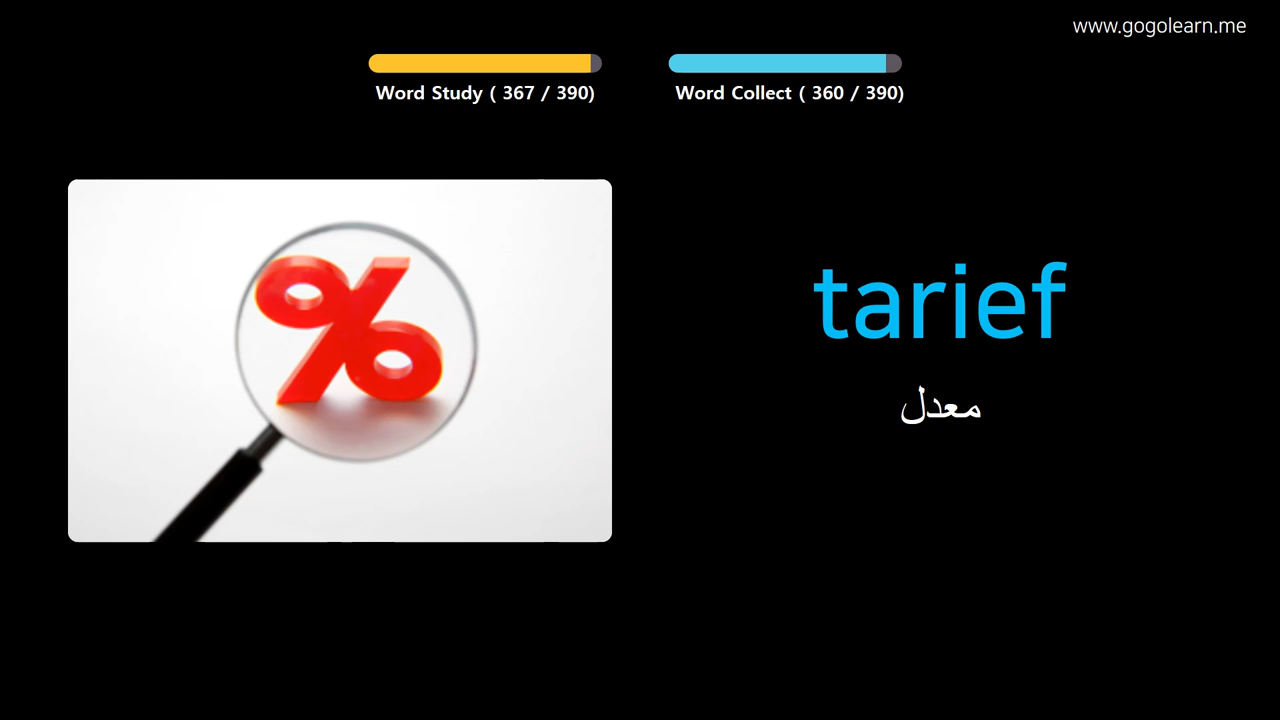 www.gogolearn.me
Word Study ( 367 / 390)
Word Collect ( 360 / 390)
%
tarief
معدل